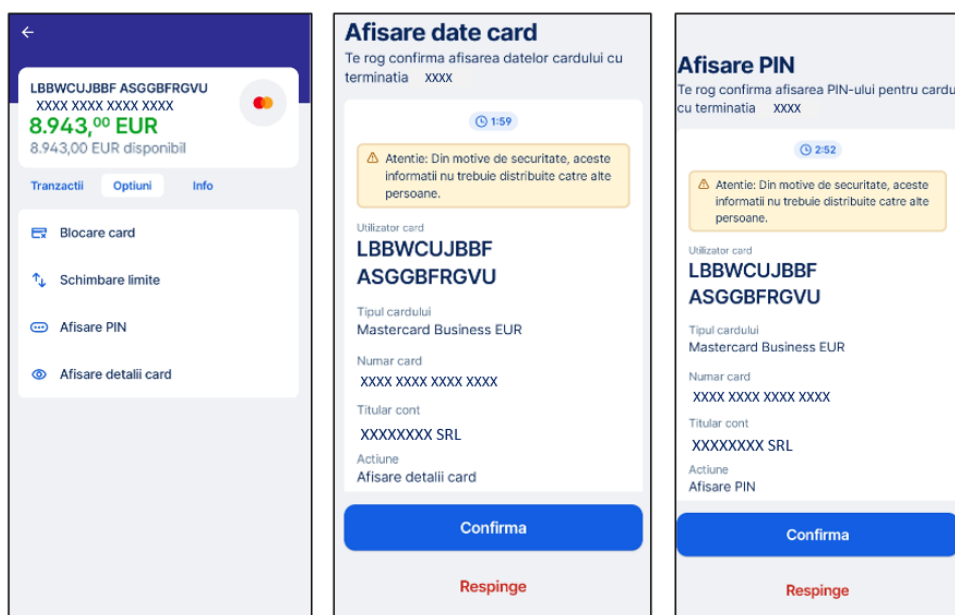 LBBWCUJBBF ASGGBFRGVU
XXXX XXXX XXXX XXXX
8.943,⁰⁰ EUR
8.943,00 EUR disponibil
Tranzactii Optiuni Info
Blocare card
Schimbare limite
Afisare PIN
Afisare detalii card
Afisare date card
Te rog confirma afisarea datelor cardului cu
terminatia XXXX
1:59
Atentie: Din motive de securitate, aceste
informatii nu trebuie distribuite catre alte
persoane.
Utilizator card
LBBWCUJBBF
ASGGBFRGVU
Tipul cardului
Mastercard Business EUR
Numar card
XXXX XXXX XXXX XXXX
Titular cont
XXXXXXXX SRL
Actiune
Afisare detalii card
Confirma
Respinge
Afisare PIN
Te rog confirma afisarea PIN-ului pentru cardu
cu terminatia XXXX
2:52
Atentie: Din motive de securitate, aceste
informatii nu trebuie distribuite catre alte
persoane.
Utilizator card
LBBWCUJBBF
ASGGBFRGVU
Tipul cardului
Mastercard Business EUR
Numar card
XXXX XXXX XXXX XXXX
Titular cont
XXXXXXXX SRL
Actiune
Afisare PIN
Confirma
Respinge